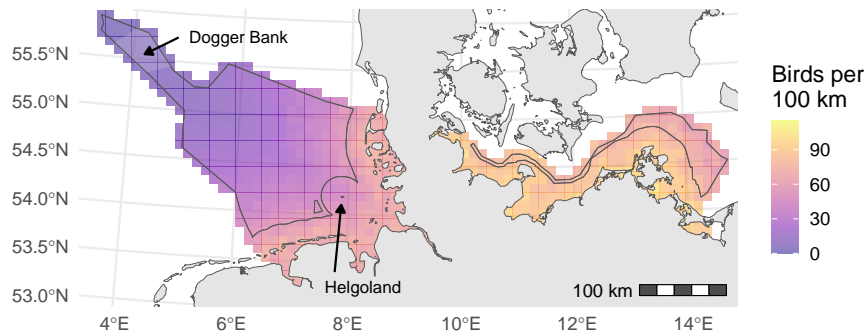 Dogger Bank
55.5°N
55.0°N
54.5°N
54.0°N
53.5°N
53.0°N
Helgoland
100 km
4°E
6°E
8°E
10°E
12°E
14°E
Birds per
100 km
90
60
30
0